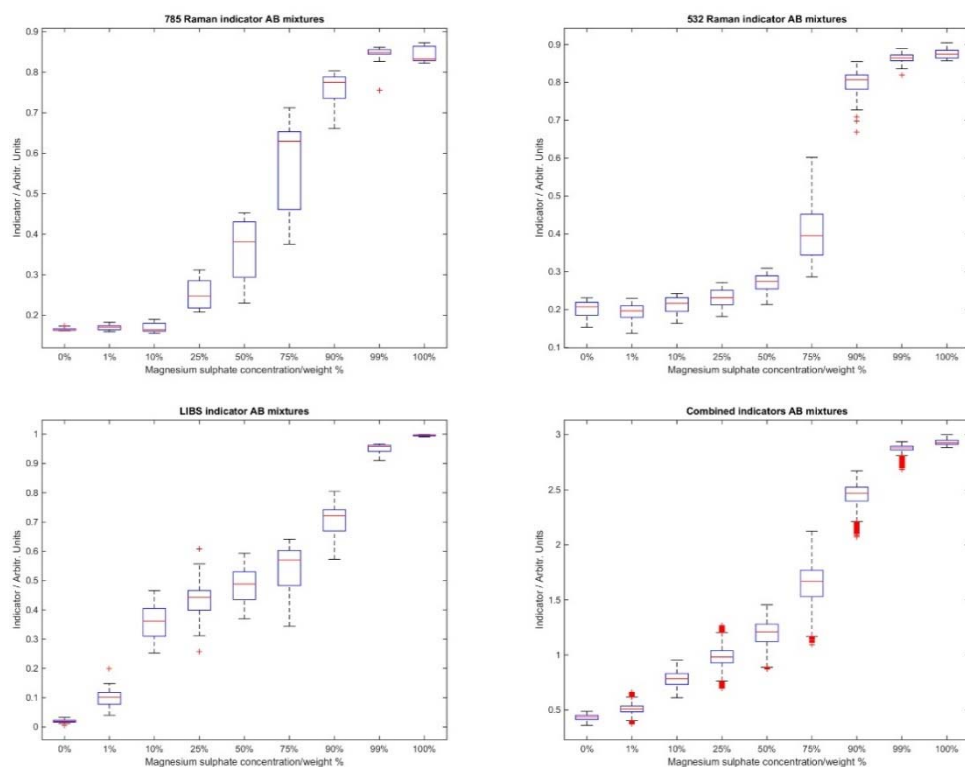 785 Raman indicator AB mixtures
0.9
0.8
0.7
0.6
0.5
0.4
0.3
0.2
Indicator / Arbitr. Units
0% 1% 10% 25% 50% 75% 90% 99% 100%
Magnesium sulphate concentration/weight %
532 Raman indicator AB mixtures
0.9
0.8
0.7
0.6
0.5
0.4
0.3
0.2
0.1
Indicator / Arbitr. Units
0% 1% 10% 25% 50% 75% 90% 99% 100%
Magnesium sulphate concentration/weight %
LIBS indicator AB mixtures
1
0.9
0.8
0.7
0.6
0.5
0.4
0.3
0.2
0.1
0
Indicator / Arbitr. Units
0% 1% 10% 25% 50% 75% 90% 99% 100%
Magnesium sulphate concentration/weight %
Combined indicators AB mixtures
3
2.5
2
1.5
1
0.5
Indicator / Arbitr. Units
0% 1% 10% 25% 50% 75% 90% 99% 100%
Magnesium sulphate concentration/weight %